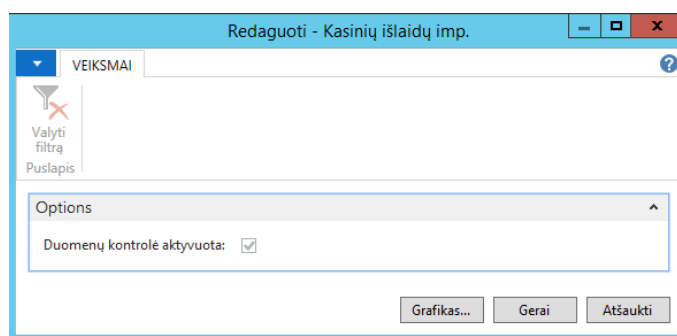 Redaguoti - Kasinių išlaidų imp.
VEIKSMAI
Valyti
filtrą
Puslapis
Options
Duomenų kontrolė aktyvuota:
Grafikas... Gerai Atšaukti